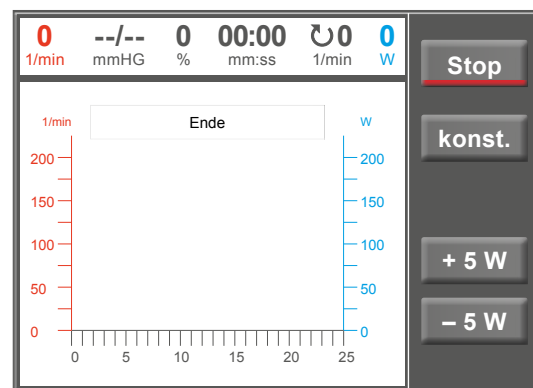 0 --/-- 0 00:00 ↻0 0
1/min mmHG % mm:ss 1/min W
Stop
1/min Ende W
konst.
200 200
150 150
100 100
+ 5 W
50 50
– 5 W
0 0
0 5 10 15 20 25